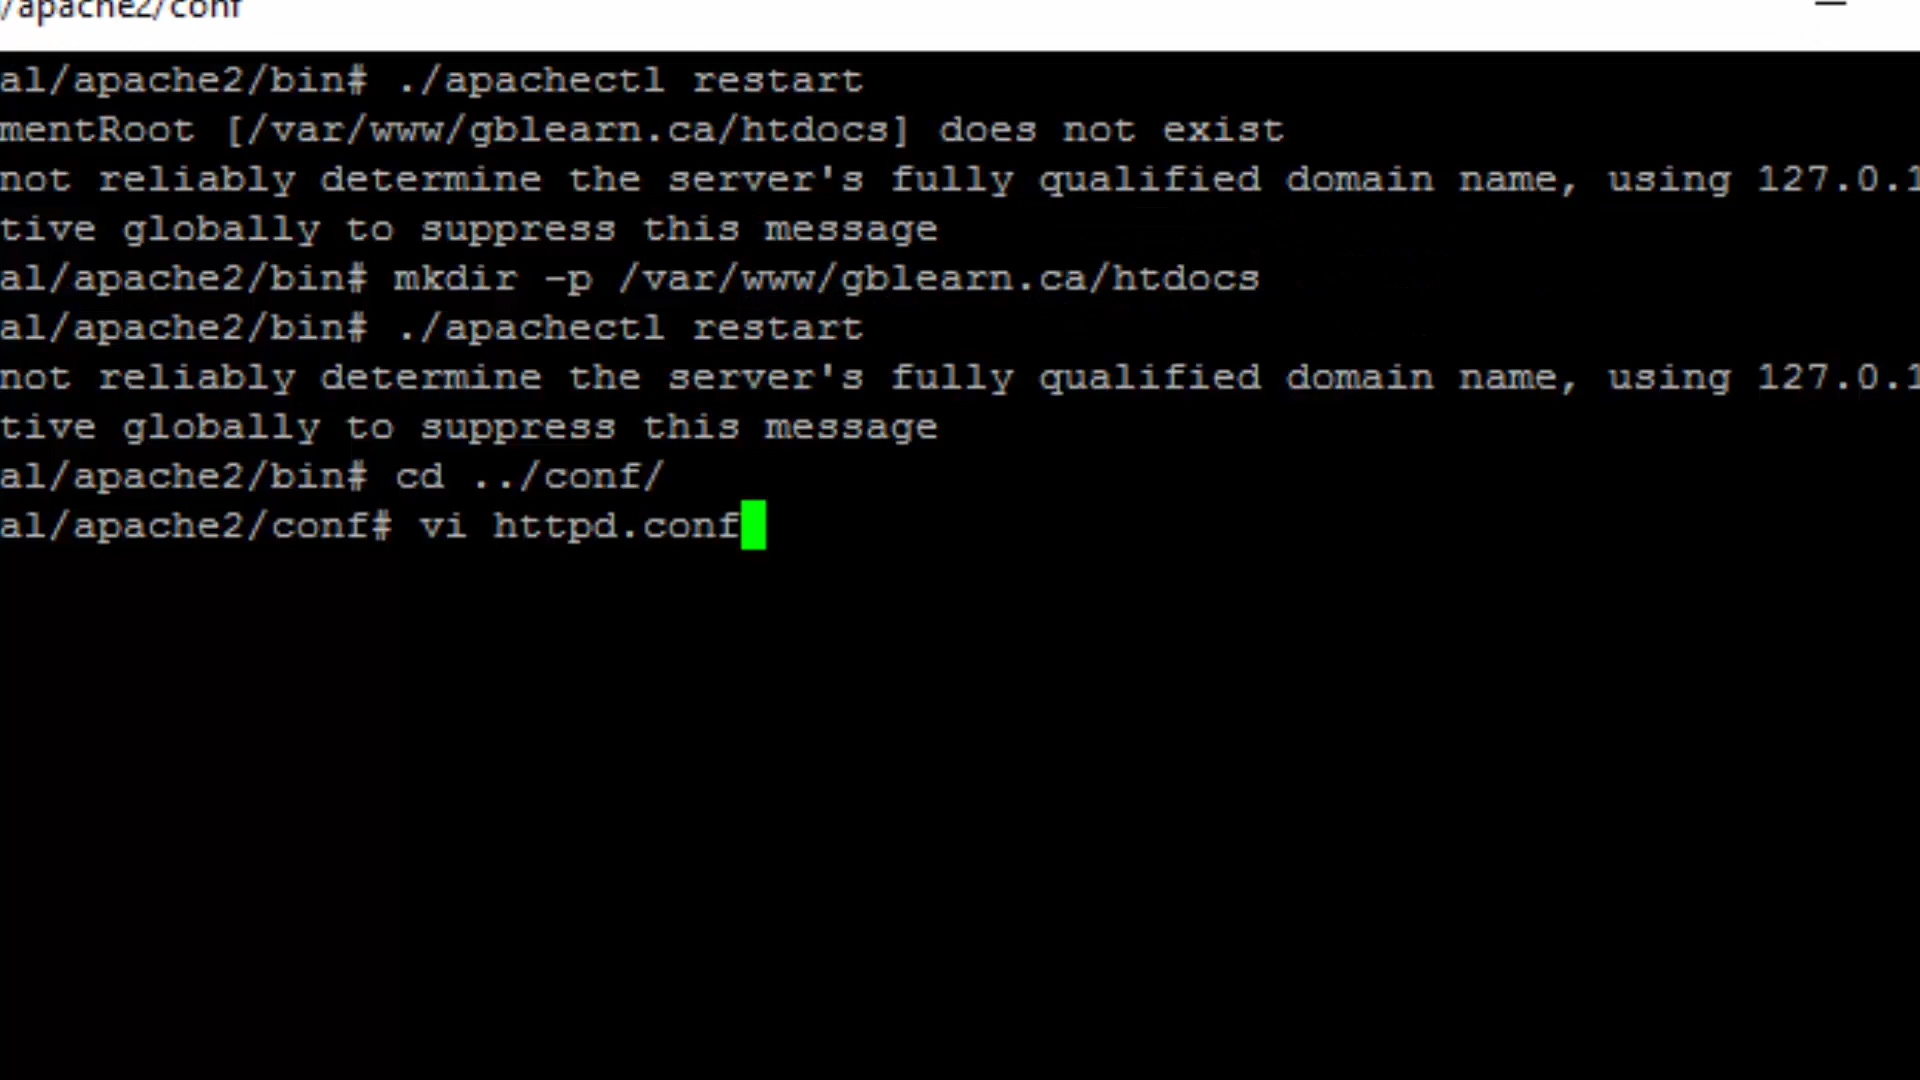 /apache2/conf
al/apache2/bin# ./apachectl restart
mentRoot [/var/www/gblearn.ca/htdocs] does not exist
not reliably determine the server's fully qualified domain name, using 127.0.1
tive globally to suppress this message
al/apache2/bin# mkdir -p /var/www/gblearn.ca/htdocs
al/apache2/bin# ./apachectl restart
not reliably determine the server's fully qualified domain name, using 127.0.1
tive globally to suppress this message
al/apache2/bin# cd ../conf/
al/apache2/conf# vi httpd.conf